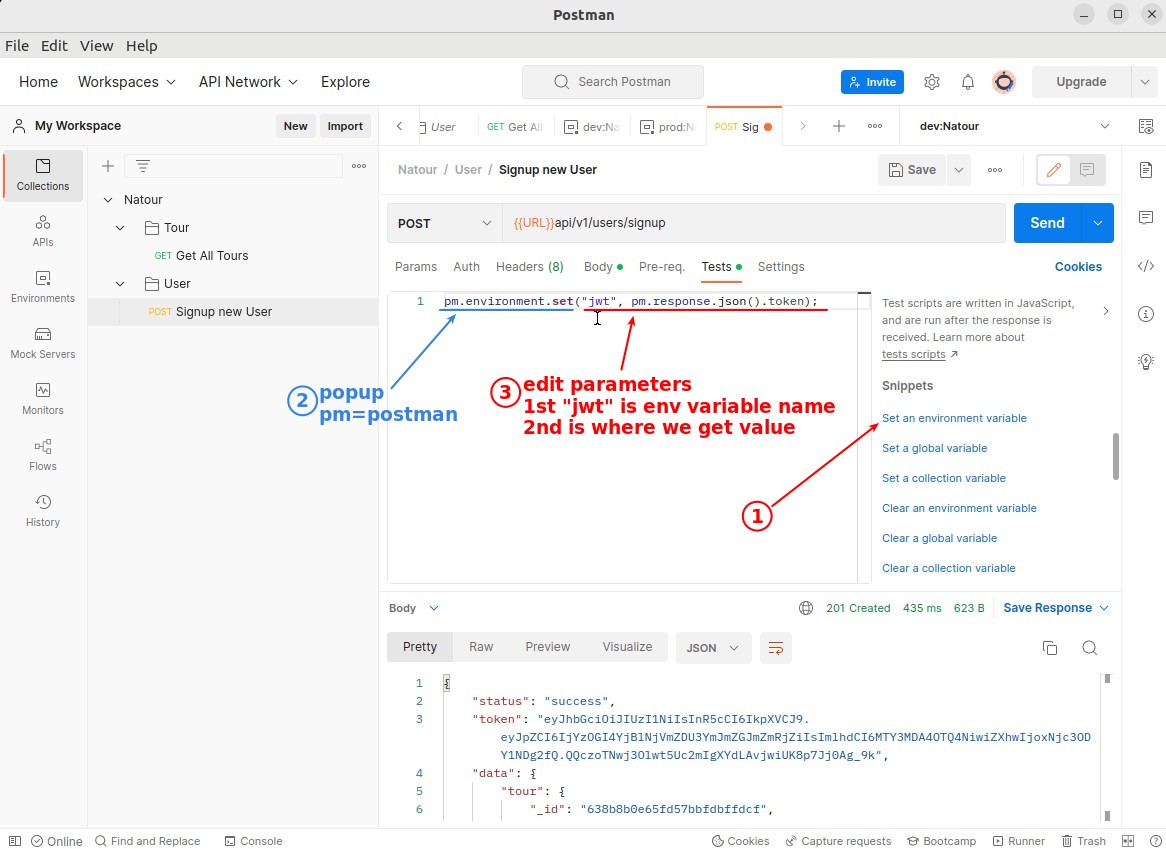 Postman
File Edit View Help
Home Workspaces API Network Explore
Search Postman
Invite
Upgrade
My Workspace
New Import
User
GET Get All
dev:Na
prod:N
POST Sig
dev:Natour
Collections
APIs
Environments
Mock Servers
Monitors
Flows
History
Natour
Tour
GET Get All Tours
User
POST Signup new User
Natour / User / Signup new User
Save
POST
{{URL}}api/v1/users/signup
Send
Params Auth Headers (8) Body Pre-req. Tests Settings
Cookies
1 pm.environment.set("jwt", pm.response.json().token);
2 popup
pm=postman
3 edit parameters
1st "jwt" is env variable name
2nd is where we get value
1
Test scripts are written in JavaScript,
and are run after the response is
received. Learn more about
tests scripts
Snippets
Set an environment variable
Set a global variable
Set a collection variable
Clear an environment variable
Clear a global variable
Clear a collection variable
Body
201 Created 435 ms 623 B Save Response
Pretty Raw Preview Visualize JSON
1 {
2 "status": "success",
3 "token": "eyJhbGciOiJIUzI1NiIsInR5cCI6IkpXVCJ9.
eyJpZCI6IjYzOGI4YjBlNjVmZDU3YmJmZGJmZmRjZiIsImlhdCI6MTY3MDA4OTQ4NiwiZXhwIjoxNjc3ODY1NDg2fQ.QQczoTNwj3Olwt5Uc2mIgXYdLAvjwiUK8p7Jj0Ag_9k",
4 "data": {
5 "tour": {
6 "_id": "638b8b0e65fd57bbfdbffdcf",
Online Find and Replace Console
Cookies Capture requests Bootcamp Runner Trash